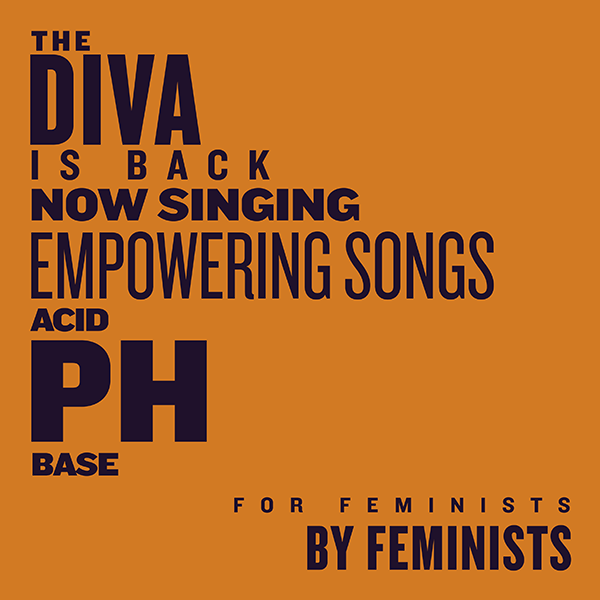 THE
DIVA
IS BACK
NOW SINGING
EMPOWERING SONGS
ACID
PH
BASE
FOR FEMINISTS
BY FEMINISTS